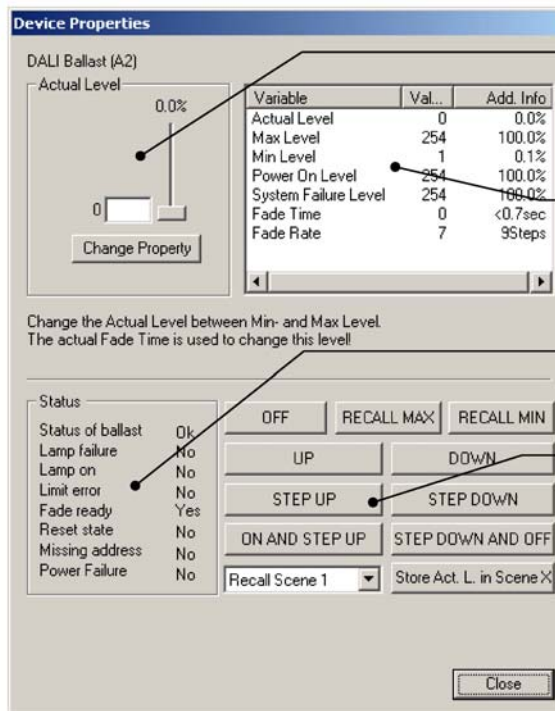 Device Properties
DALI Ballast (A2)
Actual Level
0.0%
0
Change Property
Variable Val... Add. Info
Actual Level 0 0.0%
Max Level 254 100.0%
Min Level 1 0.1%
Power On Level 254 100.0%
System Failure Level 254 100.0%
Fade Time 0 <0.7sec
Fade Rate 7 9Steps
Change the Actual Level between Min- and Max Level.
The actual Fade Time is used to change this level!
Status
Status of ballast Ok
Lamp failure No
Lamp on No
Limit error No
Fade ready Yes
Reset state No
Missing address No
Power Failure No
OFF RECALL MAX RECALL MIN
UP DOWN
STEP UP STEP DOWN
ON AND STEP UP STEP DOWN AND OFF
Recall Scene 1 Store Act. L. in Scene X
Close